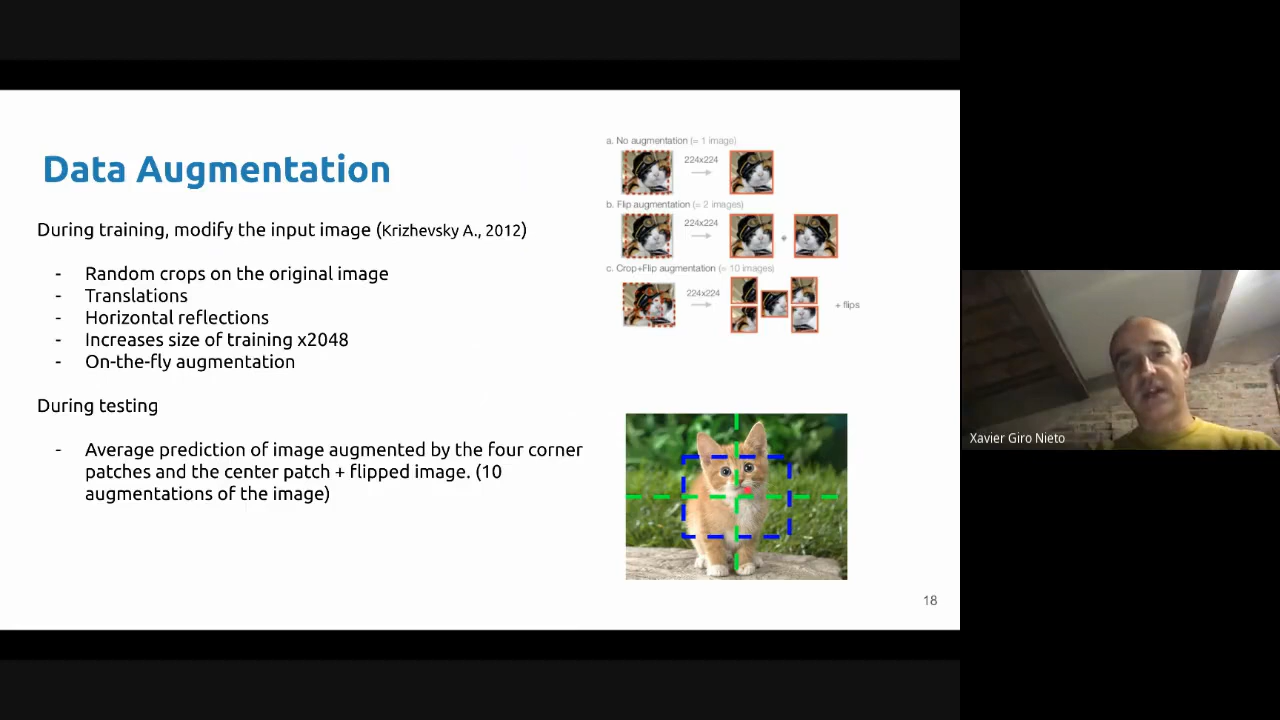 Data Augmentation
During training, modify the input image (Krizhevsky A., 2012)
- Random crops on the original image
- Translations
- Horizontal reflections
- Increases size of training x2048
- On-the-fly augmentation
During testing
- Average prediction of image augmented by the four corner
patches and the center patch + flipped image. (10
augmentations of the image)
a. No augmentation (= 1 image)
224x224
b. Flip augmentation (= 2 images)
224x224
+
c. Crop+Flip augmentation (= 10 images)
224x224
+ flips
18
Xavier Giro Nieto